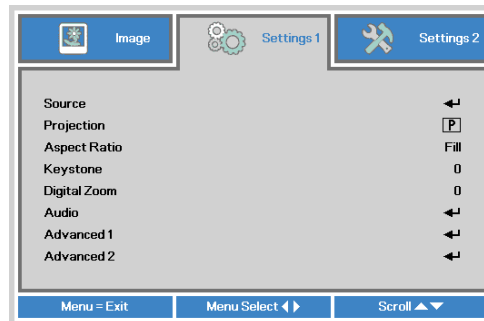 Image Settings 1 Settings 2
Source
Projection P
Aspect Ratio Fill
Keystone 0
Digital Zoom 0
Audio
Advanced 1
Advanced 2
Menu = Exit Menu Select Scroll